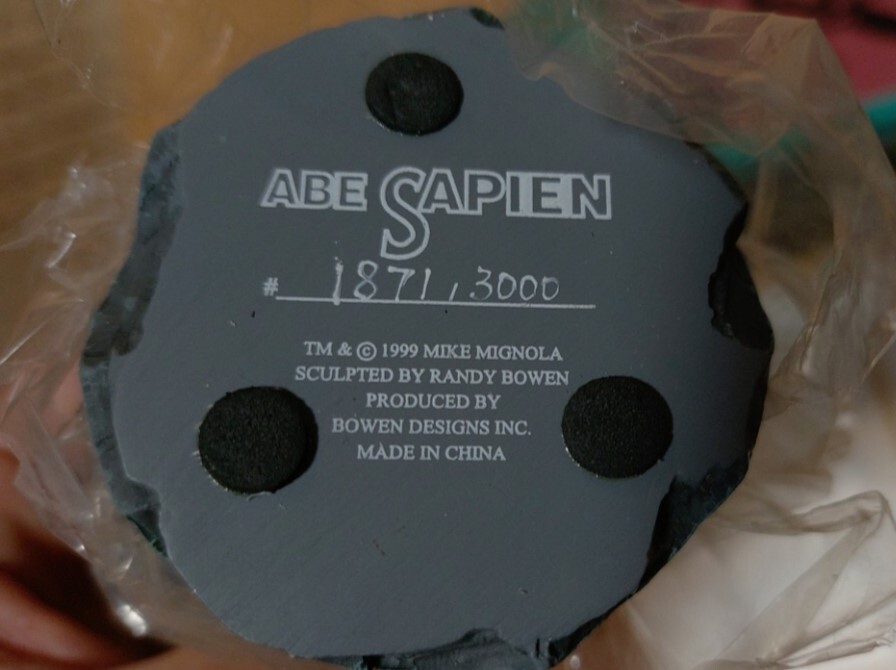 ABE SAPIEN
# 1871, 3000
TM & © 1999 MIKE MIGNOLA
SCULPTED BY RANDY BOWEN
PRODUCED BY
BOWEN DESIGNS INC.
MADE IN CHINA